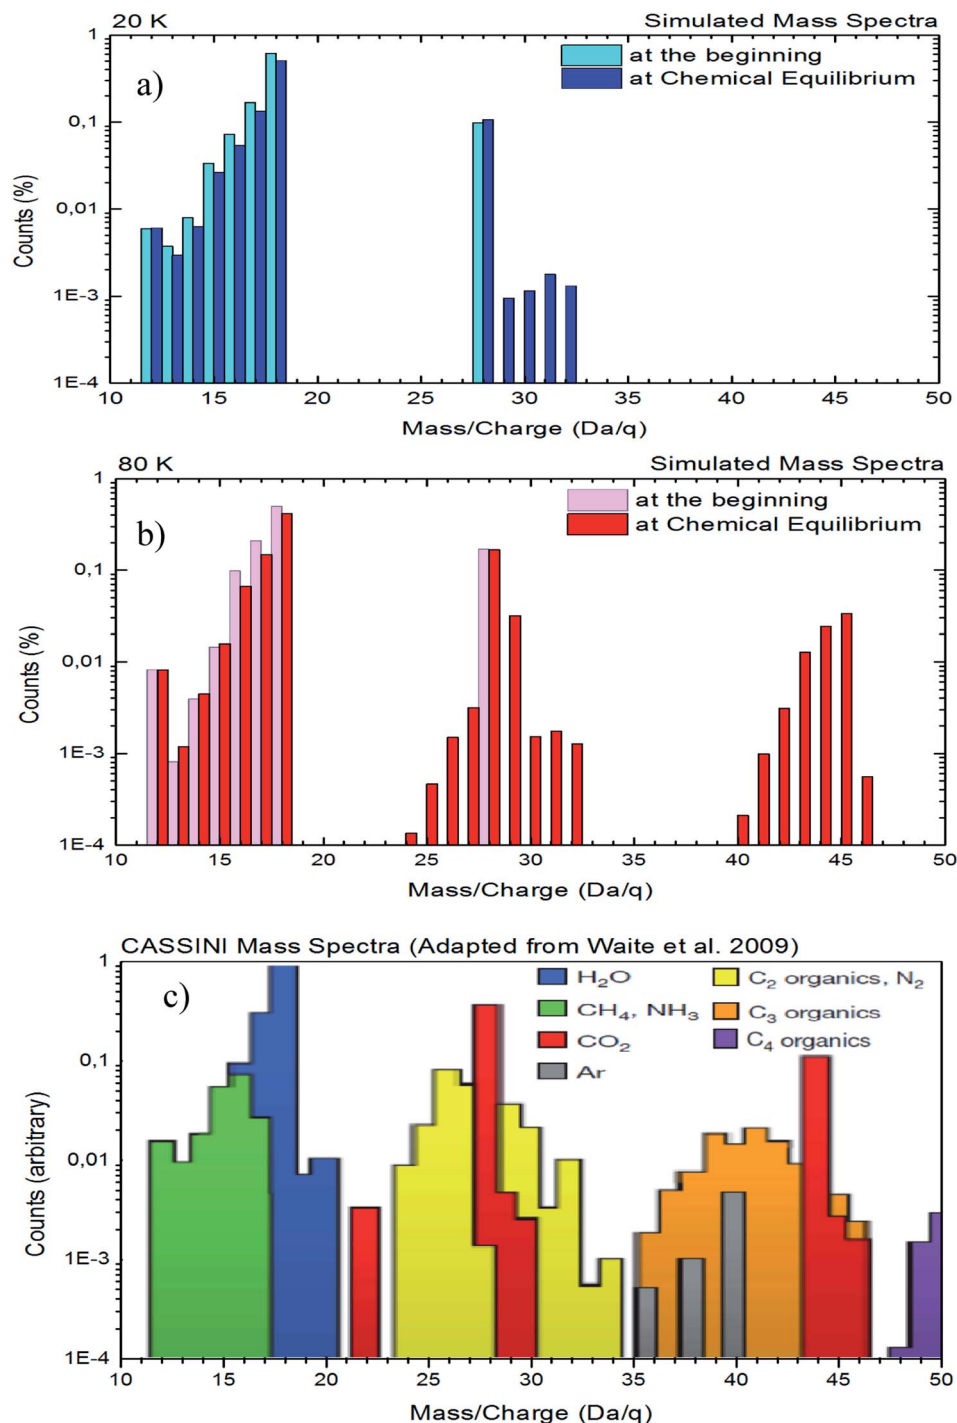 20 K Simulated Mass Spectra
1
at the beginning
at Chemical Equilibrium
a)
0,1
0,01
1E-3
1E-4
Counts (%)
10 15 20 25 30 35 40 45 50
Mass/Charge (Da/q)
80 K Simulated Mass Spectra
1
at the beginning
at Chemical Equilibrium
b)
0,1
0,01
1E-3
1E-4
Counts (%)
10 15 20 25 30 35 40 45 50
Mass/Charge (Da/q)
CASSINI Mass Spectra (Adapted from Waite et al. 2009)
1
c)
H₂O C₂ organics, N₂
CH₄, NH₃ C₃ organics
CO₂ C₄ organics
Ar
0,1
0,01
1E-3
1E-4
Counts (arbitrary)
10 15 20 25 30 35 40 45 50
Mass/Charge (Da/q)